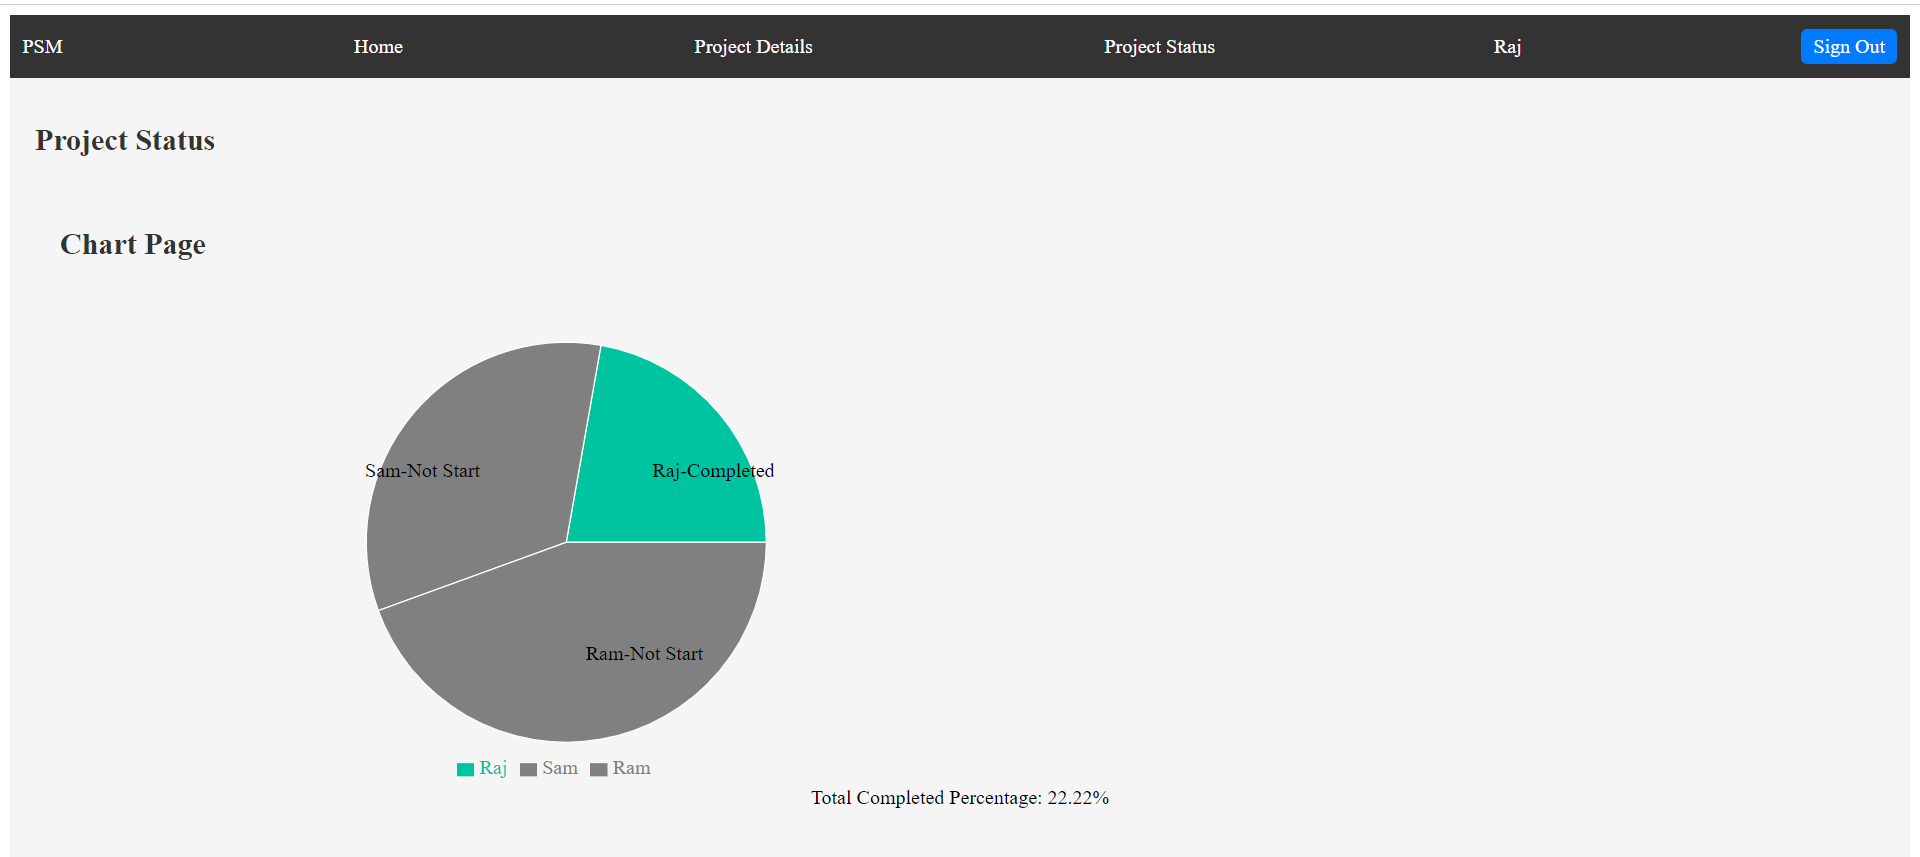 PSM Home Project Details Project Status Raj Sign Out
Project Status
Chart Page
Sam-Not Start Raj-Completed
Ram-Not Start
Raj Sam Ram
Total Completed Percentage: 22.22%